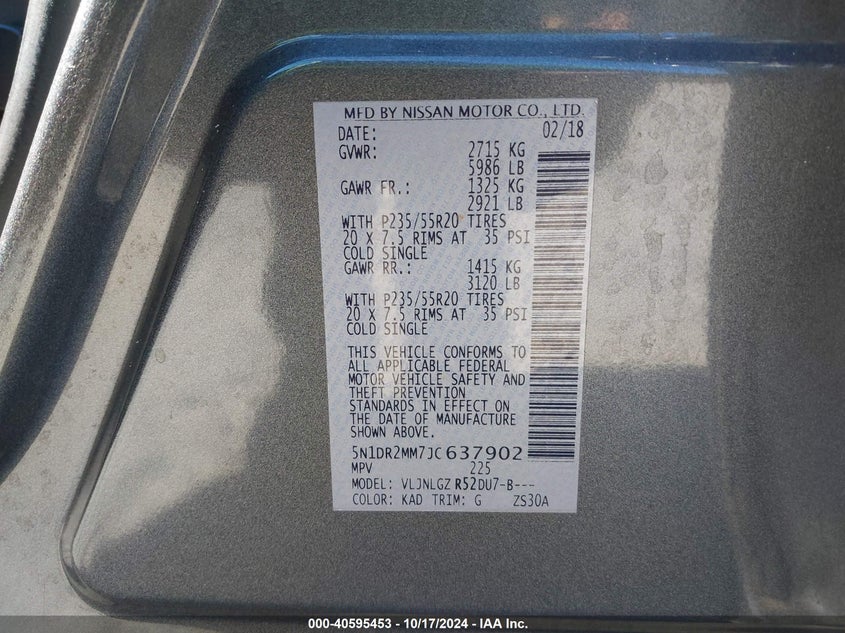 MFD BY NISSAN MOTOR CO., LTD.
DATE: 02/18
GVWR: 2715 KG
5986 LB
GAWR FR.: 1325 KG
2921 LB
WITH P235/55R20 TIRES
20 X 7.5 RIMS AT 35 PSI
COLD SINGLE
GAWR RR.: 1415 KG
3120 LB
WITH P235/55R20 TIRES
20 X 7.5 RIMS AT 35 PSI
COLD SINGLE
THIS VEHICLE CONFORMS TO
ALL APPLICABLE FEDERAL
MOTOR VEHICLE SAFETY AND
THEFT PREVENTION
STANDARDS IN EFFECT ON
THE DATE OF MANUFACTURE
SHOWN ABOVE.
5N1DR2MM7JC637902
MPV 225
MODEL: VLJNLGZ R52DU7-B---
COLOR: KAD TRIM: G ZS30A
000-40595453 - 10/17/2024 - IAA Inc.